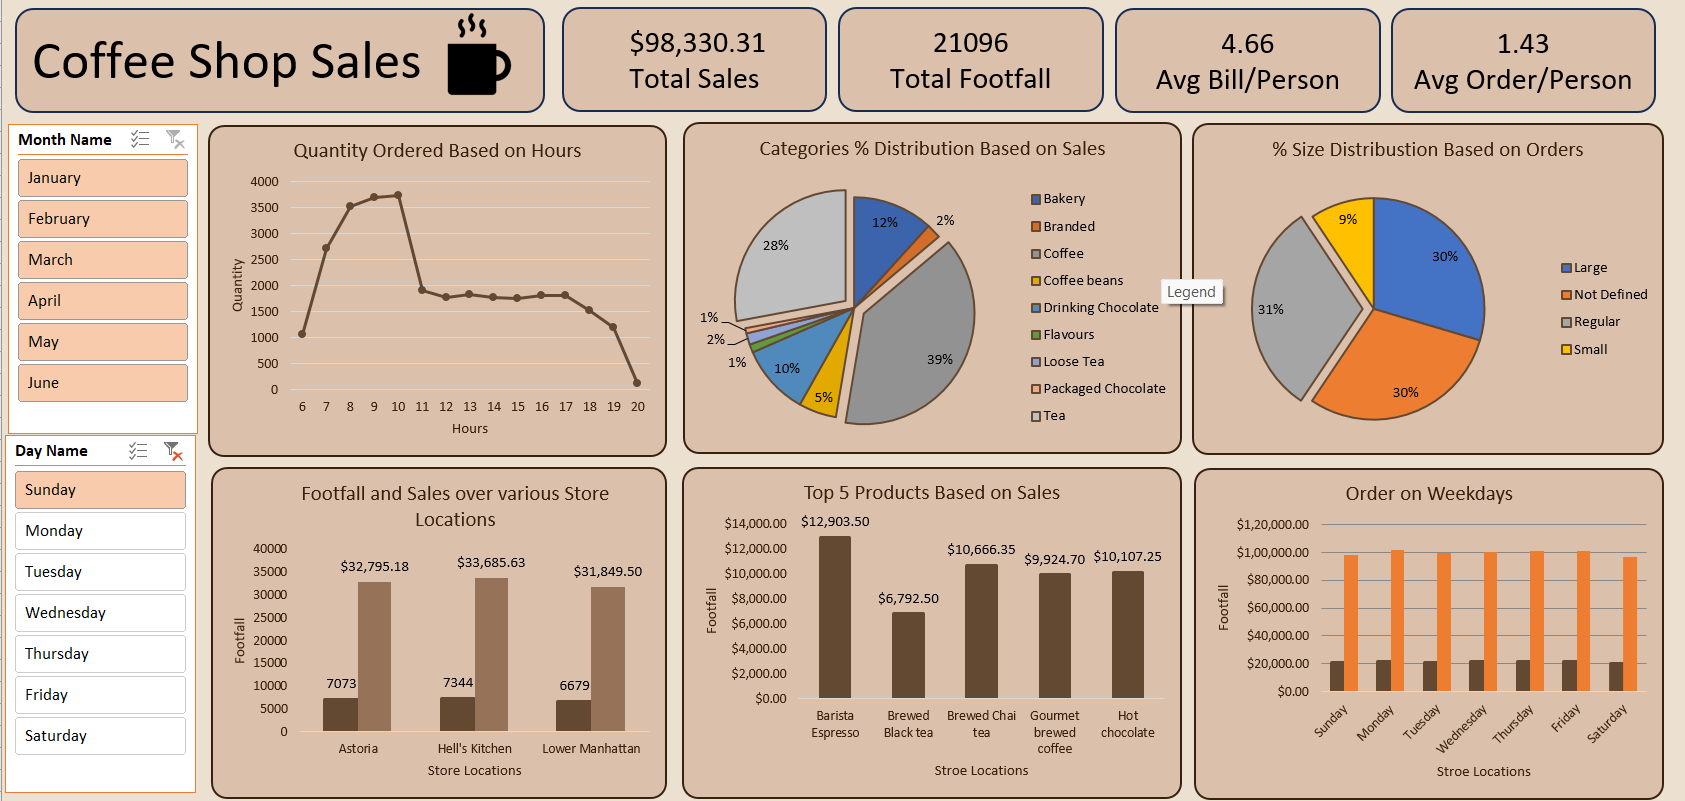 Coffee Shop Sales
$98,330.31
Total Sales
21096
Total Footfall
4.66
Avg Bill/Person
1.43
Avg Order/Person
Month Name
January
February
March
April
May
June
Day Name
Sunday
Monday
Tuesday
Wednesday
Thursday
Friday
Saturday
Quantity Ordered Based on Hours
4000
3500
3000
2500
2000
1500
1000
500
0
Quantity
6 7 8 9 10 11 12 13 14 15 16 17 18 19 20
Hours
Categories % Distribution Based on Sales
12%
2%
28%
39%
1%
2%
1%
10%
5%
Bakery
Branded
Coffee
Coffee beans
Drinking Chocolate
Flavours
Loose Tea
Packaged Chocolate
Tea
Legend
% Size Distribustion Based on Orders
9%
30%
31%
30%
Large
Not Defined
Regular
Small
Footfall and Sales over various Store
Locations
40000
35000
30000
25000
20000
15000
10000
5000
0
Footfall
$32,795.18
$33,685.63
$31,849.50
7073
7344
6679
Astoria
Hell's Kitchen
Lower Manhattan
Store Locations
Top 5 Products Based on Sales
$14,000.00
$12,000.00
$10,000.00
$8,000.00
$6,000.00
$4,000.00
$2,000.00
$0.00
Footfall
$12,903.50
$6,792.50
$10,666.35
$9,924.70
$10,107.25
Barista
Espresso
Brewed
Black tea
Brewed Chai
tea
Gourmet
brewed
coffee
Hot
chocolate
Stroe Locations
Order on Weekdays
$1,20,000.00
$1,00,000.00
$80,000.00
$60,000.00
$40,000.00
$20,000.00
$0.00
Footfall
Sunday
Monday
Tuesday
Wednesday
Thursday
Friday
Saturday
Stroe Locations